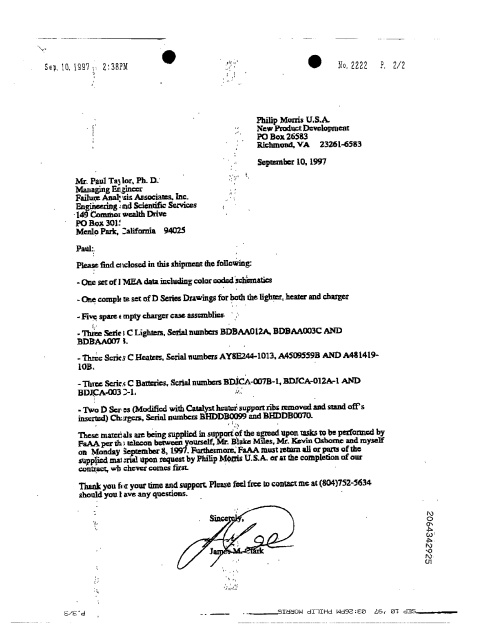 Sep. 10. 1997 2:38PM No. 2222 P. 2/2
Philip Morris U.S.A.
New Product Development
PO Box 26583
Richmond, VA 23261-6583
September 10, 1997
Mr. Paul Taylor, Ph. D.
Managing Engineer
Failure Analysis Associates, Inc.
Engineering and Scientific Services
149 Commonwealth Drive
PO Box 3015
Menlo Park, California 94025
Paul:
Please find enclosed in this shipment the following:
- One set of FMEA data including color coded schematics
- One complete set of D Series Drawings for both the lighter, heater and charger
- Five spare empty charger case assemblies
- Three Series C Lighters, Serial numbers BDBAA012A, BDBAA003C AND
BDBAA007
- Three Series C Heaters, Serial numbers AY8E244-1013, A4509559B AND A481419-
10B.
- Three Series C Batteries, Serial numbers BDJCA-007B-1, BDJCA-012A-1 AND
BDJCA-003 -1.
- Two D Series (Modified with Catalyst heater support ribs removed and stand off's
inserted) Chargers, Serial numbers BHDDB0099 and BHDDB0070.
These materials are being supplied in support of the agreed upon tasks to be performed by
FaAA per the telecon between yourself, Mr. Blake Miles, Mr. Kevin Osborne and myself
on Monday September 8, 1997. Furthermore, FaAA must return all or parts of the
supplied material upon request by Philip Morris U.S.A. or at the completion of our
contract, whichever comes first.
Thank you for your time and support. Please feel free to contact me at (804)752-5634
should you have any questions.
Sincerely,
James M. Clark
2064342925
SEP 10 '97 03:26PM PHILIP MORRIS P.3/3